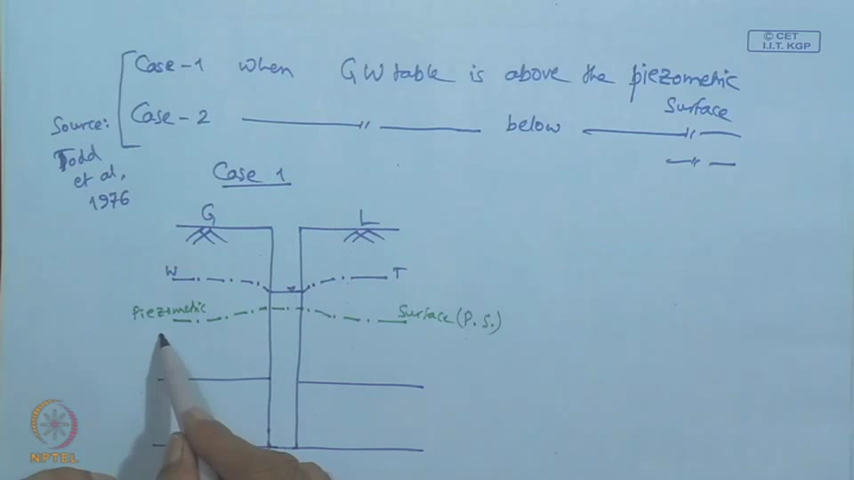 © CET
I.I.T. KGP
Case-1 when GW table is above the piezometric
Surface
Case-2 —————〃 ———— below ————〃 ——
—〃 ——
Source:
Todd
et al,
1976
Case 1
G L
W T
Piezometric Surface (P.S.)
NPTEL